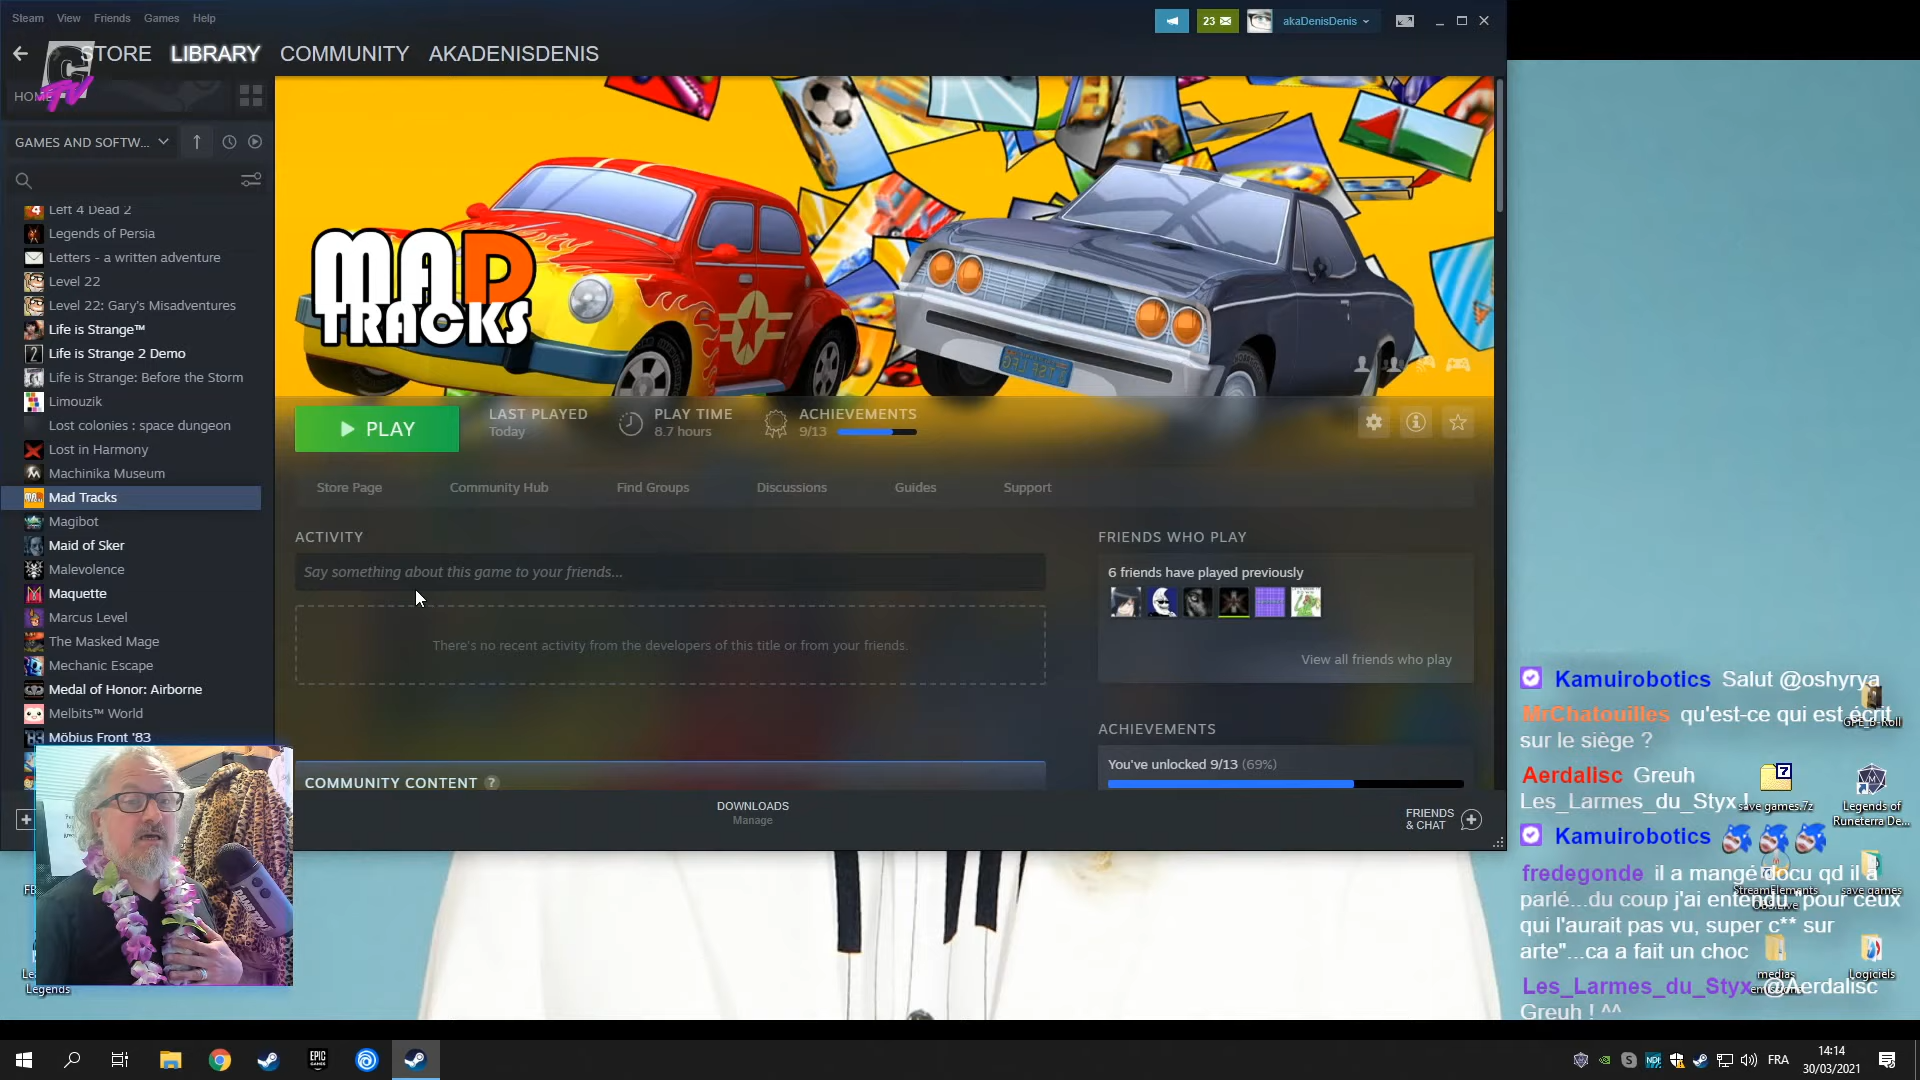 Steam View Friends Games Help
23
akaDenisDenis
STORE LIBRARY COMMUNITY AKADENISDENIS
HOME
GAMES AND SOFTW...
Left 4 Dead 2
Legends of Persia
Letters - a written adventure
Level 22
Level 22: Gary's Misadventures
Life is Strange™
Life is Strange 2 Demo
Life is Strange: Before the Storm
Limouzik
Lost colonies : space dungeon
Lost in Harmony
Machinika Museum
Mad Tracks
Magibot
Maid of Sker
Malevolence
Maquette
Marcus Level
The Masked Mage
Mechanic Escape
Medal of Honor: Airborne
Melbits™ World
Möbius Front '83
MAD
TRACKS
PLAY
LAST PLAYED
Today
PLAY TIME
8.7 hours
ACHIEVEMENTS
9/13
Store Page Community Hub Find Groups Discussions Guides Support
ACTIVITY
Say something about this game to your friends...
There's no recent activity from the developers of this title or from your friends.
COMMUNITY CONTENT ?
FRIENDS WHO PLAY
6 friends have played previously
View all friends who play
ACHIEVEMENTS
You've unlocked 9/13 (69%)
DOWNLOADS
Manage
FRIENDS
& CHAT
Kamuirobotics Salut @oshyrya
MrChatouilles qu'est-ce qui est écrit
sur le siège ?
Aerdalisc Greuh
Les_Larmes_du_Styx !
Kamuirobotics
fredegonde il a mangé docu qd il a
parlé...du coup j'ai entendu "pour ceux
qui l'aurait pas vu, super c** sur
arte"...ca a fait un choc
Les_Larmes_du_Styx @Aerdalisc
Greuh ! ^^
GPE_B-Roll
save games.7z
Legends of
Runeterra De...
StreamElements
OBS.Live
save games
medias
Logiciels
Legends
EPIC
GAMES
NDI
FRA
14:14
30/03/2021